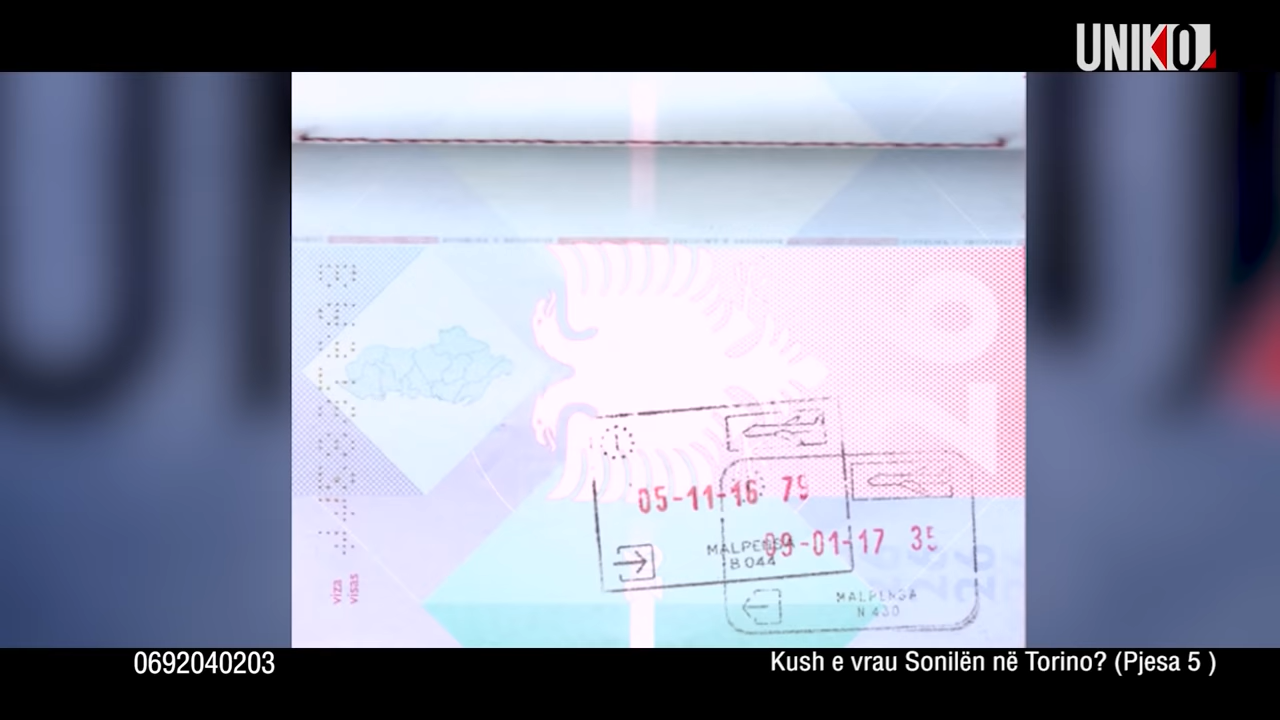 UNIKO
05-11-16 79
MALPENSA
B 044
09-01-17 35
MALPENSA
N 430
viza
visas
0692040203
Kush e vrau Sonilën në Torino? (Pjesa 5 )